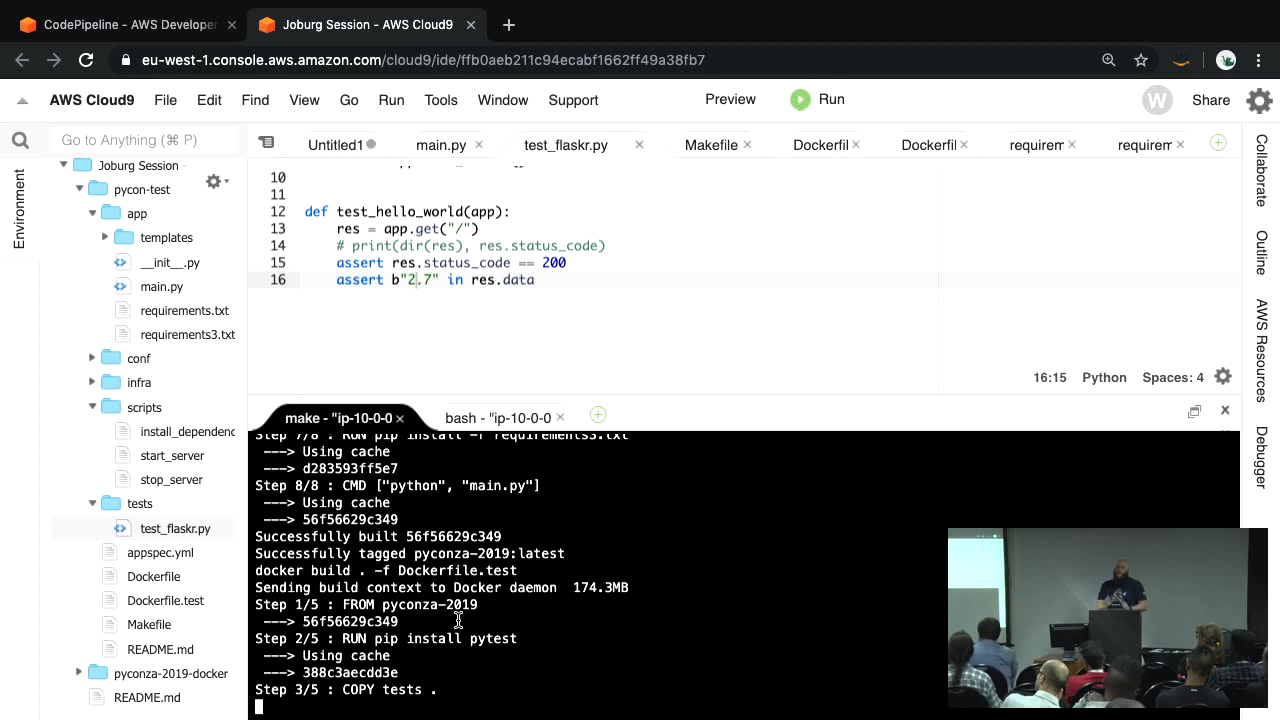 CodePipeline - AWS Developer
Joburg Session - AWS Cloud9
eu-west-1.console.aws.amazon.com/cloud9/ide/ffb0aeb211c94ecabf1662ff49a38fb7
AWS Cloud9 File Edit Find View Go Run Tools Window Support Preview Run W Share
Go to Anything (⌘ P)
Untitled1 main.py test_flaskr.py Makefile Dockerfil Dockerfil requirem requirem
Environment
Joburg Session -
pycon-test
app
templates
__init__.py
main.py
requirements.txt
requirements3.txt
conf
infra
scripts
install_dependenc
start_server
stop_server
tests
test_flaskr.py
appspec.yml
Dockerfile
Dockerfile.test
Makefile
README.md
pyconza-2019-docker
README.md
10
11
12 def test_hello_world(app):
13 res = app.get("/")
14 # print(dir(res), res.status_code)
15 assert res.status_code == 200
16 assert b"2.7" in res.data
16:15 Python Spaces: 4
Collaborate
Outline
AWS Resources
Debugger
make - "ip-10-0-0
bash - "ip-10-0-0
Step 7/8 : RUN pip install -r requirements3.txt
---> Using cache
---> d283593ff5e7
Step 8/8 : CMD ["python", "main.py"]
---> Using cache
---> 56f56629c349
Successfully built 56f56629c349
Successfully tagged pyconza-2019:latest
docker build . -f Dockerfile.test
Sending build context to Docker daemon 174.3MB
Step 1/5 : FROM pyconza-2019
---> 56f56629c349
Step 2/5 : RUN pip install pytest
---> Using cache
---> 388c3aecdd3e
Step 3/5 : COPY tests .